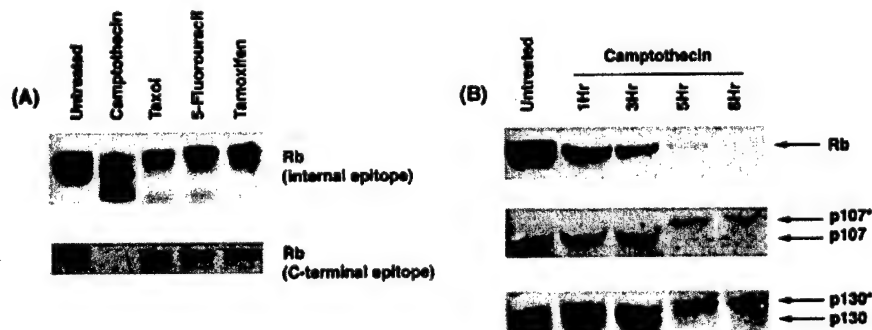 (A)
Untreated
Camptothecin
Taxol
5-Fluorouracil
Tamoxifen
Rb
(internal epitope)
Rb
(C-terminal epitope)
(B)
Untreated
Camptothecin
1Hr
3Hr
5Hr
8Hr
Rb
p107*
p107
p130*
p130